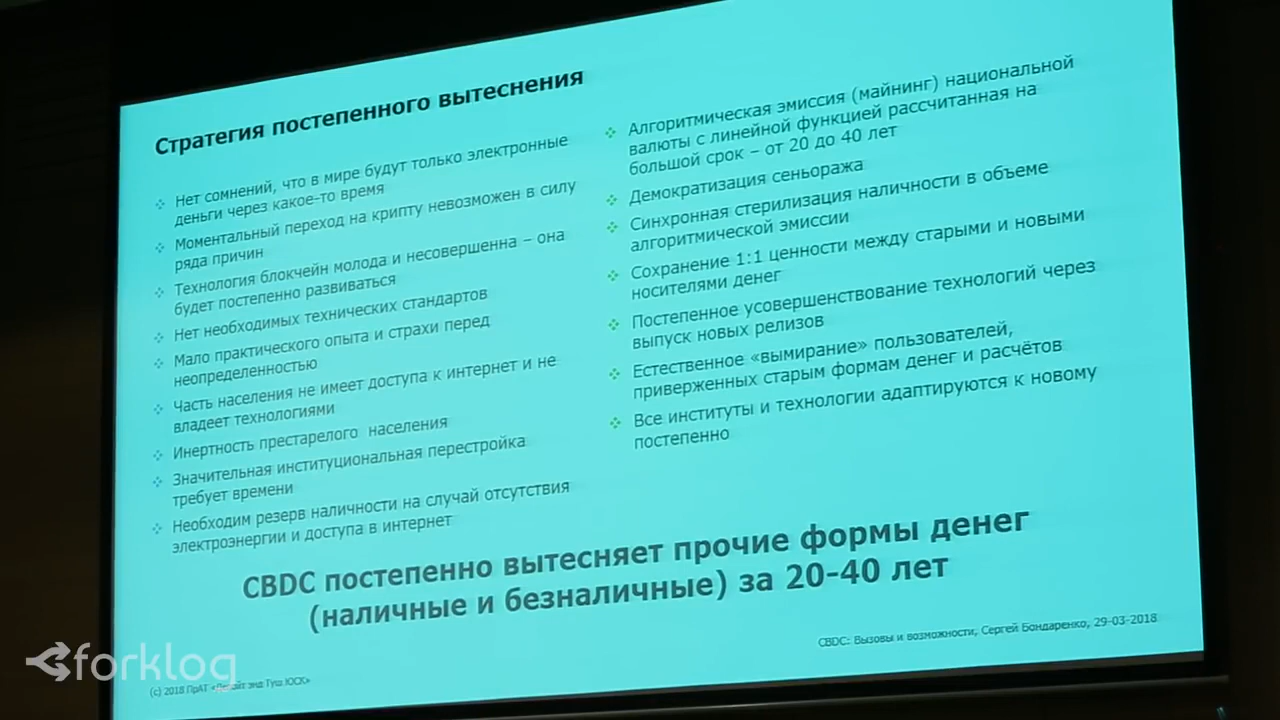 Стратегия постепенного вытеснения
Нет сомнений, что в мире будут только электронные
деньги через какое-то время
Моментальный переход на крипту невозможен в силу
ряда причин
Технология блокчейн молода и несовершенна – она
будет постепенно развиваться
Нет необходимых технических стандартов
Мало практического опыта и страхи перед
неопределенностью
Часть населения не имеет доступа к интернет и не
владеет технологиями
Инертность престарелого населения
Значительная институциональная перестройка
требует времени
Необходим резерв наличности на случай отсутствия
электроэнергии и доступа в интернет
Алгоритмическая эмиссия (майнинг) национальной
валюты с линейной функцией рассчитанная на
большой срок – от 20 до 40 лет
Демократизация сеньоража
Синхронная стерилизация наличности в объеме
алгоритмической эмиссии
Сохранение 1:1 ценности между старыми и новыми
носителями денег
Постепенное усовершенствование технологий через
выпуск новых релизов
Естественное «вымирание» пользователей,
приверженных старым формам денег и расчётов
Все институты и технологии адаптируются к новому
постепенно
CBDC постепенно вытесняет прочие формы денег
(наличные и безналичные) за 20-40 лет
CBDC: Вызовы и возможности, Сергей Бондаренко, 29-03-2018
forklog
(c) 2018 ПрАТ «Делойт энд Туш ЮСК»